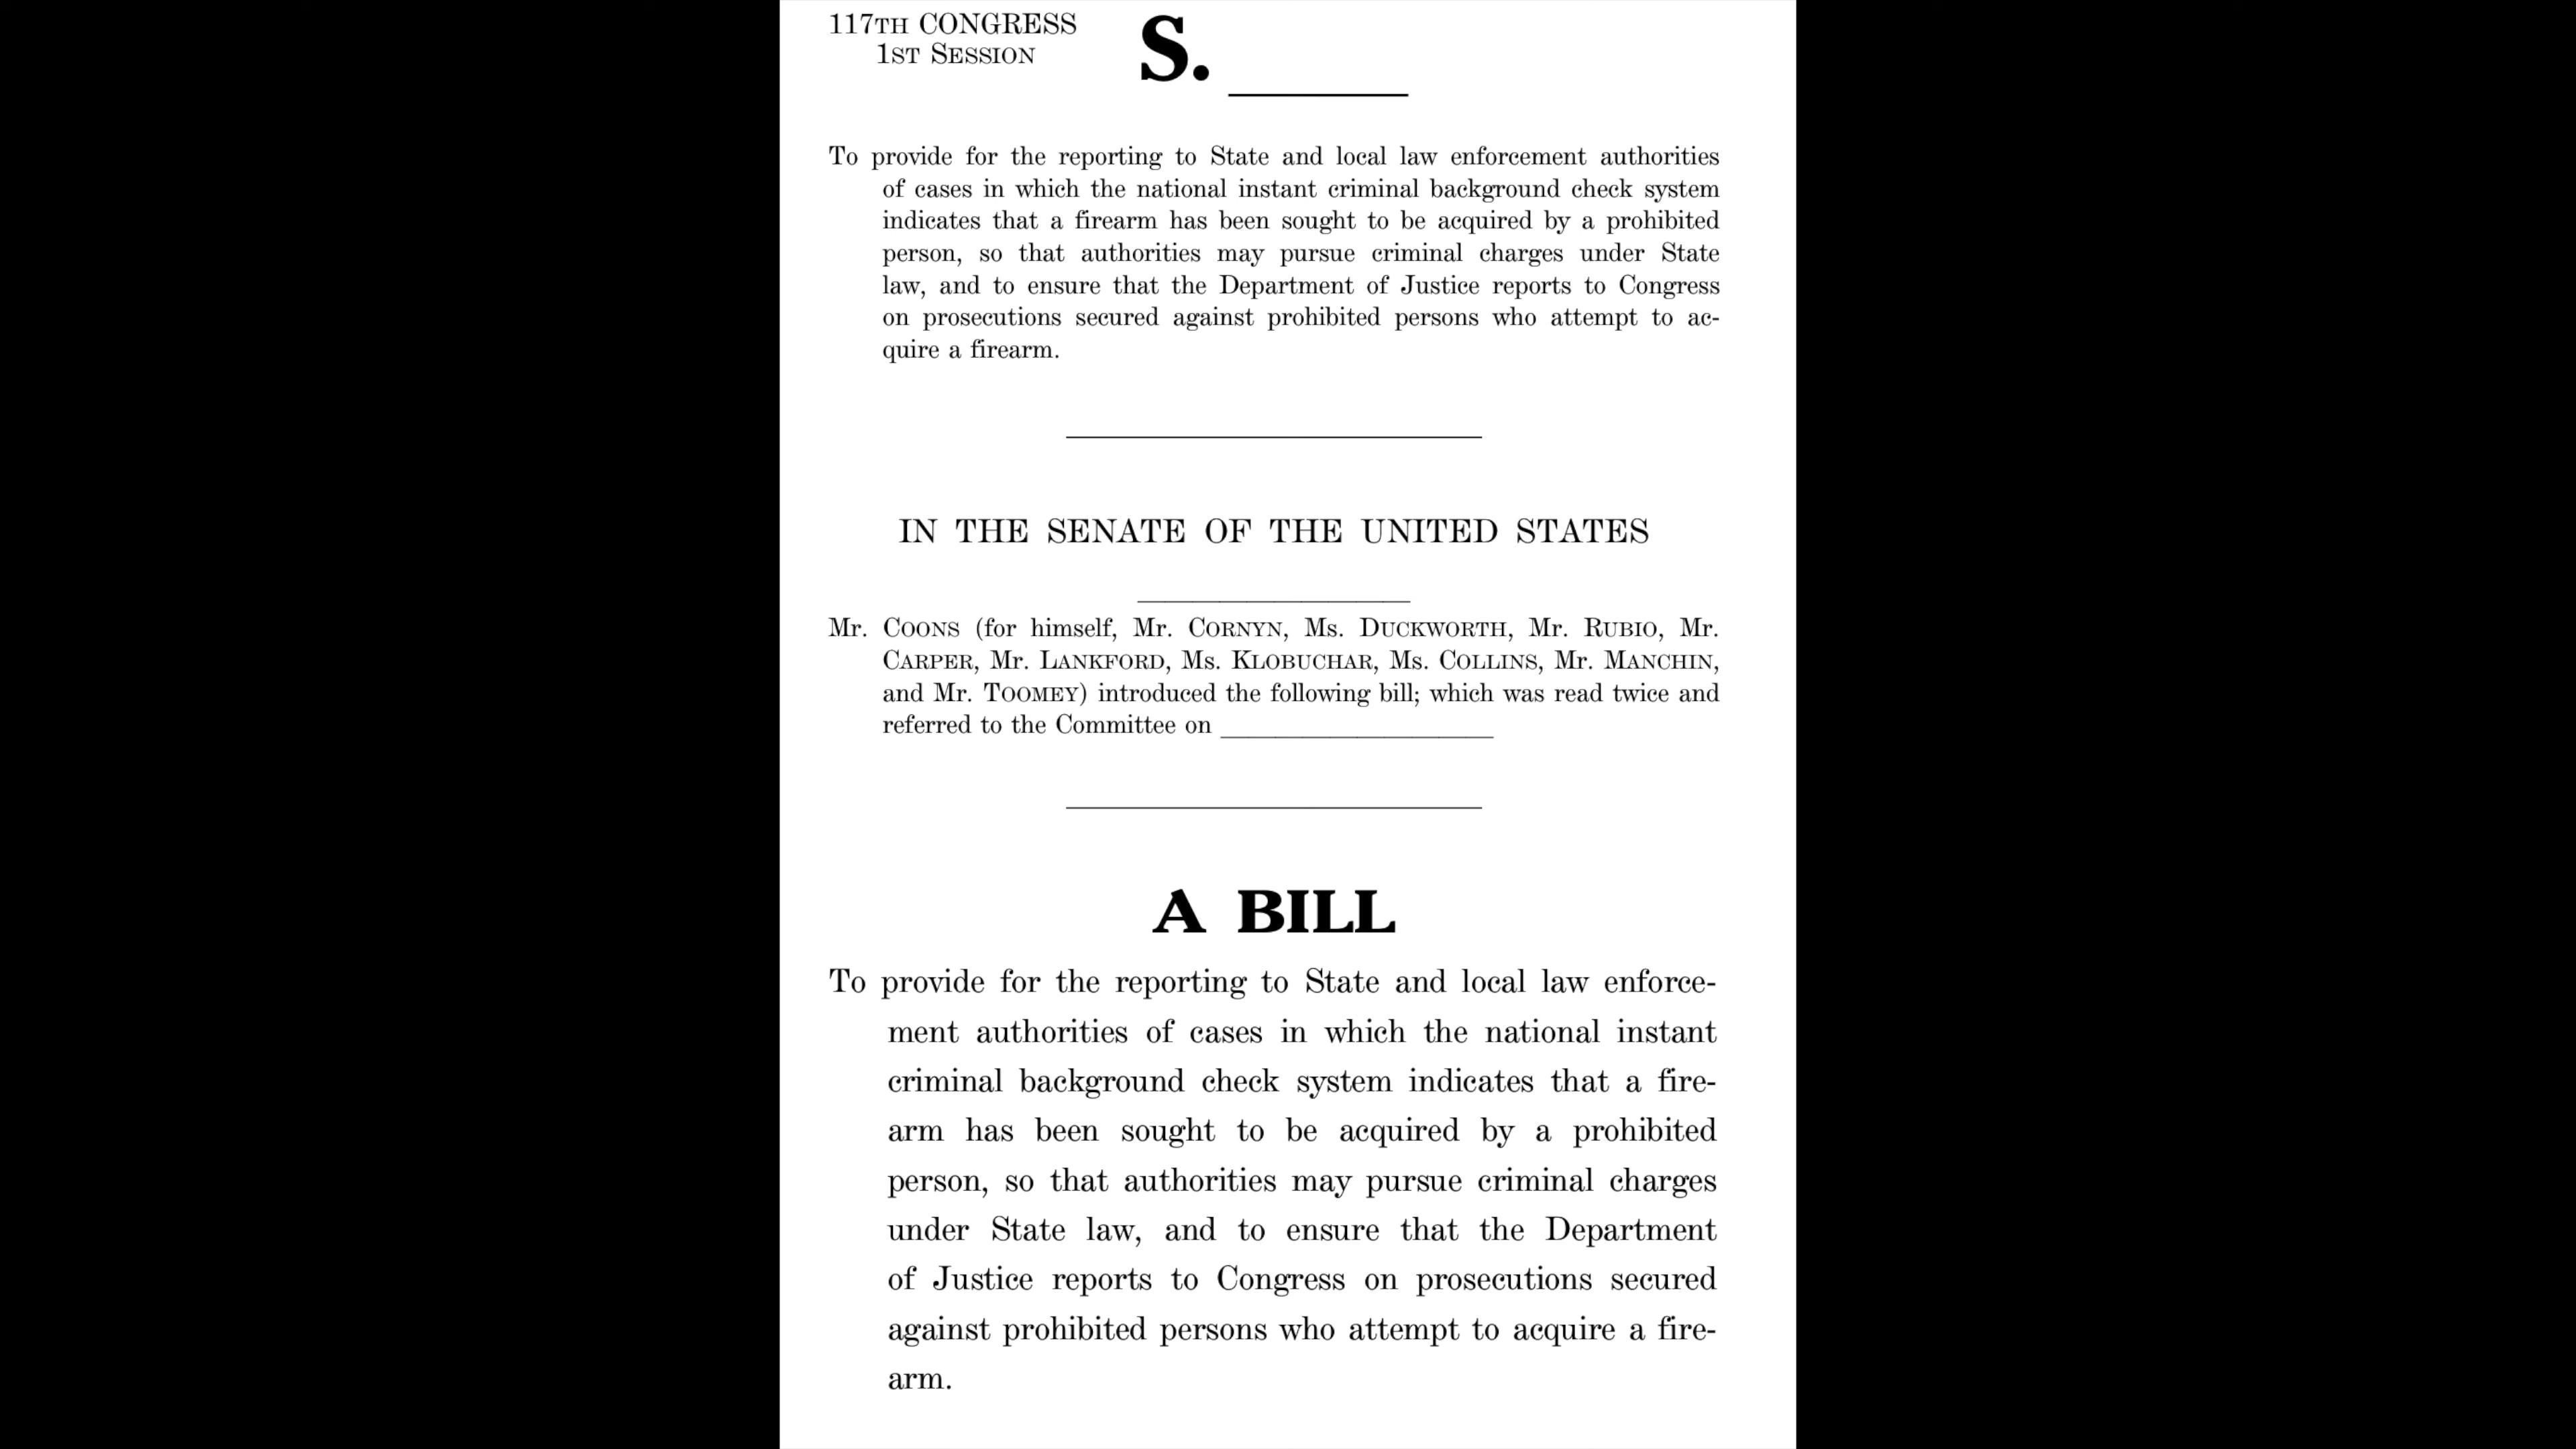 117TH CONGRESS
1ST SESSION
S.
To provide for the reporting to State and local law enforcement authorities
of cases in which the national instant criminal background check system
indicates that a firearm has been sought to be acquired by a prohibited
person, so that authorities may pursue criminal charges under State
law, and to ensure that the Department of Justice reports to Congress
on prosecutions secured against prohibited persons who attempt to ac-
quire a firearm.
IN THE SENATE OF THE UNITED STATES
Mr. COONS (for himself, Mr. CORNYN, Ms. DUCKWORTH, Mr. RUBIO, Mr.
CARPER, Mr. LANKFORD, Ms. KLOBUCHAR, Ms. COLLINS, Mr. MANCHIN,
and Mr. TOOMEY) introduced the following bill; which was read twice and
referred to the Committee on
A BILL
To provide for the reporting to State and local law enforce-
ment authorities of cases in which the national instant
criminal background check system indicates that a fire-
arm has been sought to be acquired by a prohibited
person, so that authorities may pursue criminal charges
under State law, and to ensure that the Department
of Justice reports to Congress on prosecutions secured
against prohibited persons who attempt to acquire a fire-
arm.